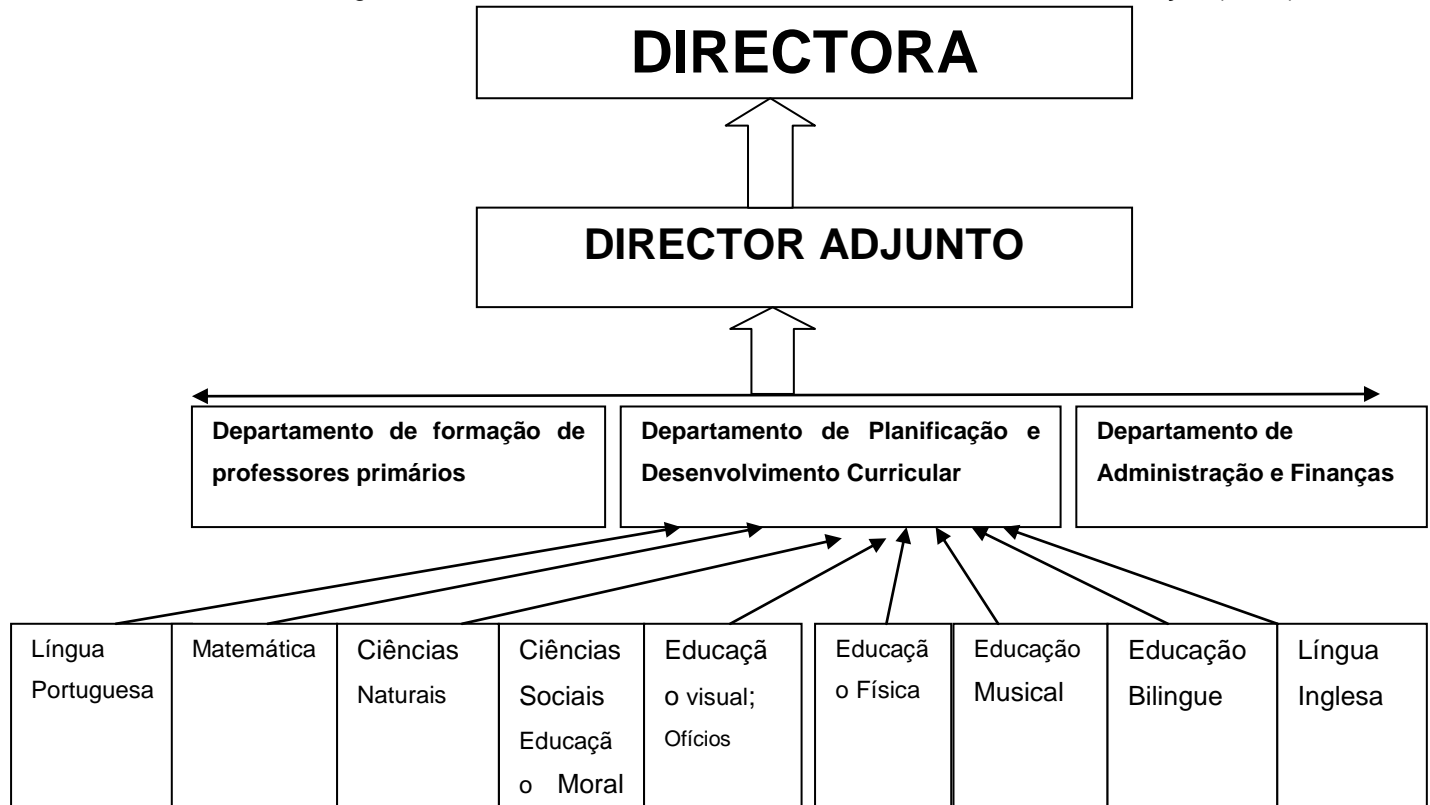 DIRECTORA
DIRECTOR ADJUNTO
Departamento de formação de
professores primários
Departamento de Planificação e
Desenvolvimento Curricular
Departamento de
Administração e Finanças
Língua
Portuguesa
Matemática
Ciências
Naturais
Ciências
Sociais
Educaçã
o Moral
Educaçã
o visual;
Ofícios
Educaçã
o Física
Educação
Musical
Educação
Bilingue
Língua
Inglesa